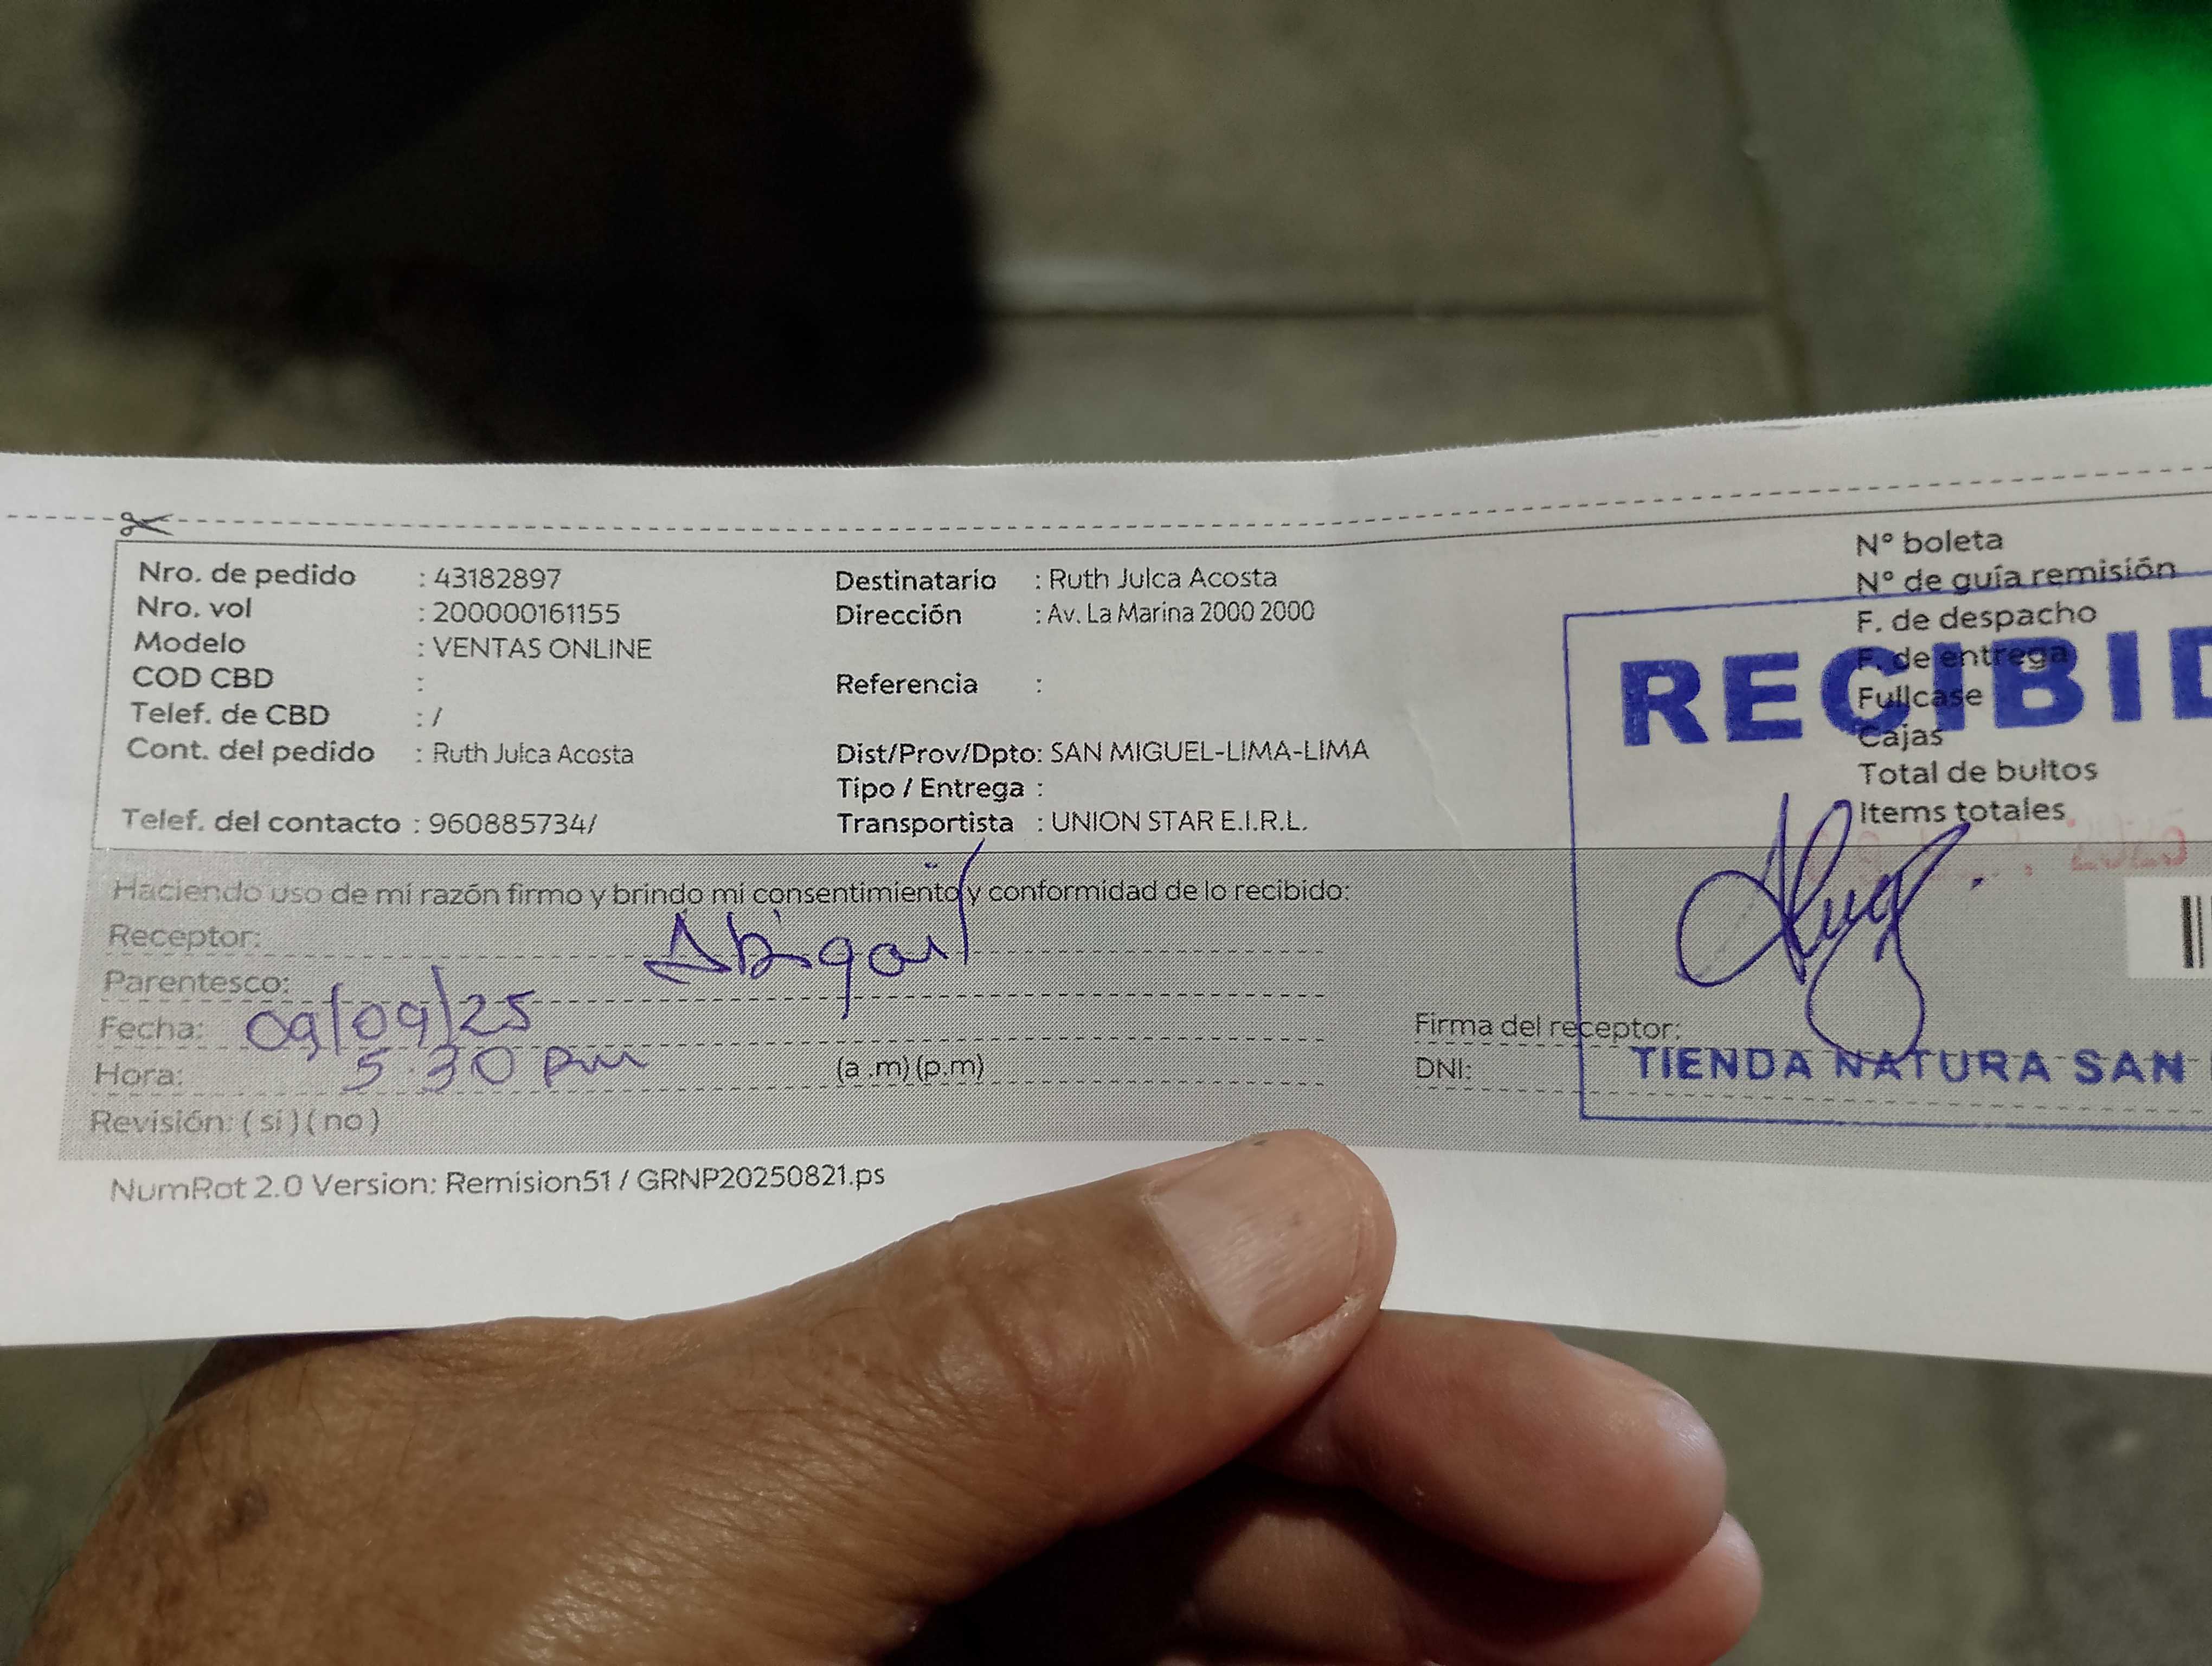 Nro. de pedido : 43182897
Nro. vol : 200000161155
Modelo : VENTAS ONLINE
COD CBD :
Telef. de CBD : /
Cont. del pedido : Ruth Julca Acosta
Telef. del contacto : 960885734/
Destinatario : Ruth Julca Acosta
Dirección : Av. La Marina 2000 2000
Referencia :
Dist/Prov/Dpto: SAN MIGUEL-LIMA-LIMA
Tipo / Entrega :
Transportista : UNION STAR E.I.R.L.
N° boleta
N° de guía remisión
F. de despacho
F. de entrega
Fullcase
Cajas
Total de bultos
Items totales
RECIBID
Haciendo uso de mi razón firmo y brindo mi consentimiento y conformidad de lo recibido:
Receptor: Abigail
Parentesco:
Fecha: 09/09/25
Hora: 5:30 pm (a .m) (p.m)
Revisión: ( si ) ( no )
Firma del receptor:
DNI:
TIENDA NATURA SAN
NumRot 2.0 Version: Remision51 / GRNP20250821.ps